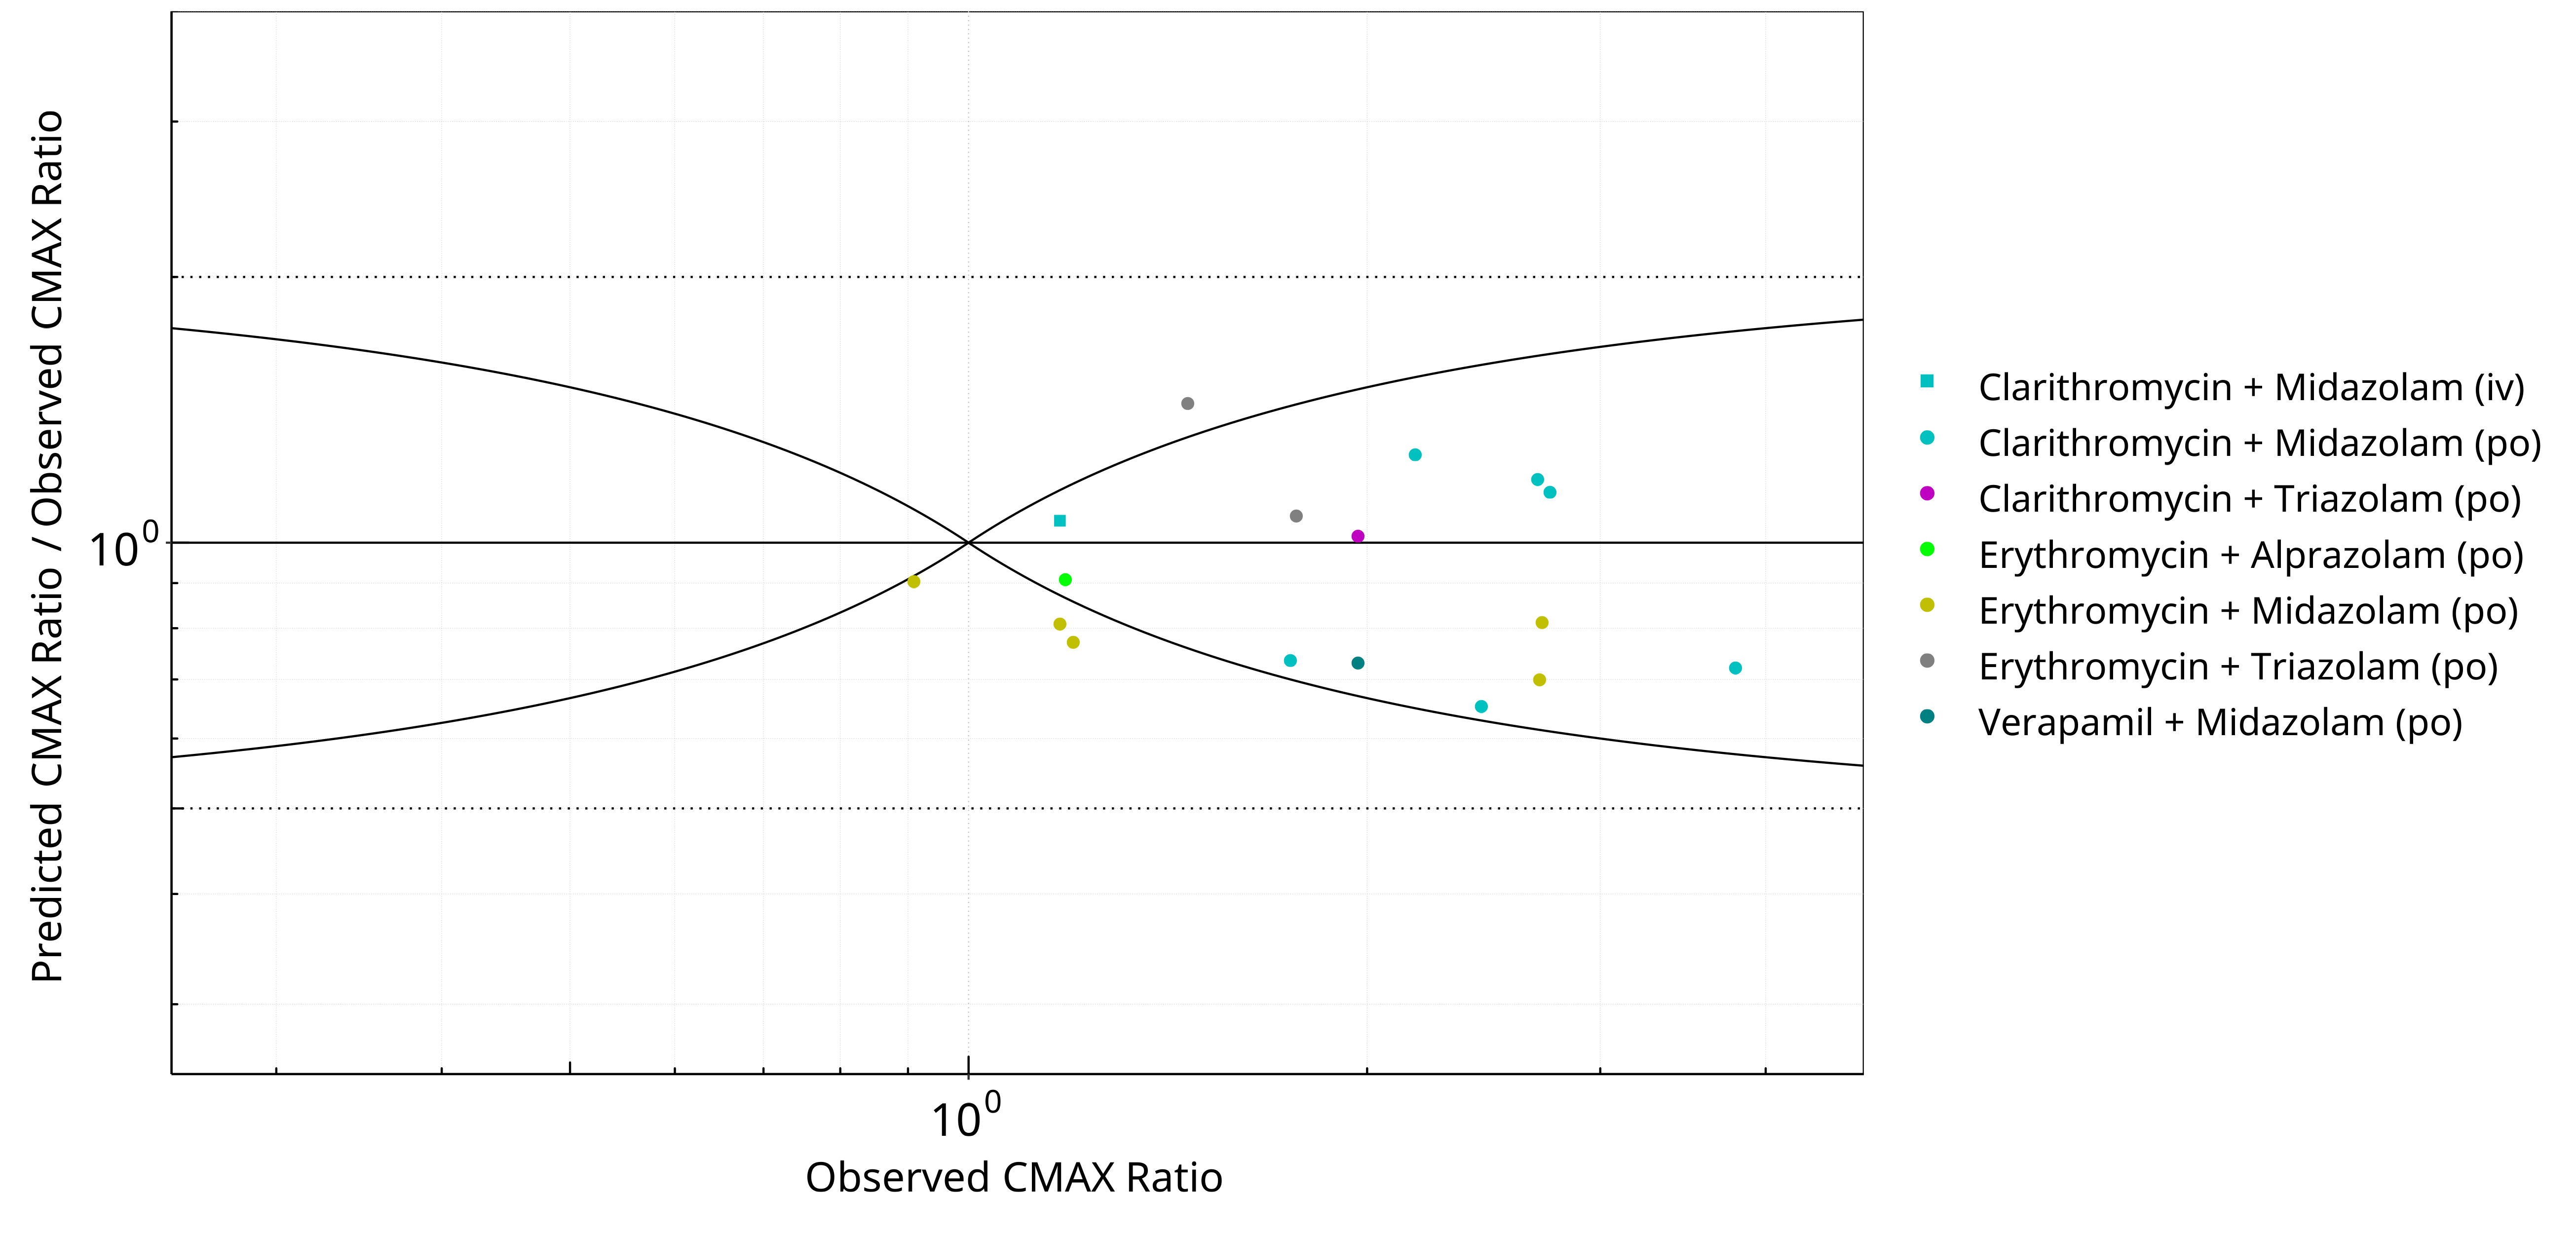 Predicted CMAX Ratio / Observed CMAX Ratio
10^0
10^0
Observed CMAX Ratio
Clarithromycin + Midazolam (iv)
Clarithromycin + Midazolam (po)
Clarithromycin + Triazolam (po)
Erythromycin + Alprazolam (po)
Erythromycin + Midazolam (po)
Erythromycin + Triazolam (po)
Verapamil + Midazolam (po)